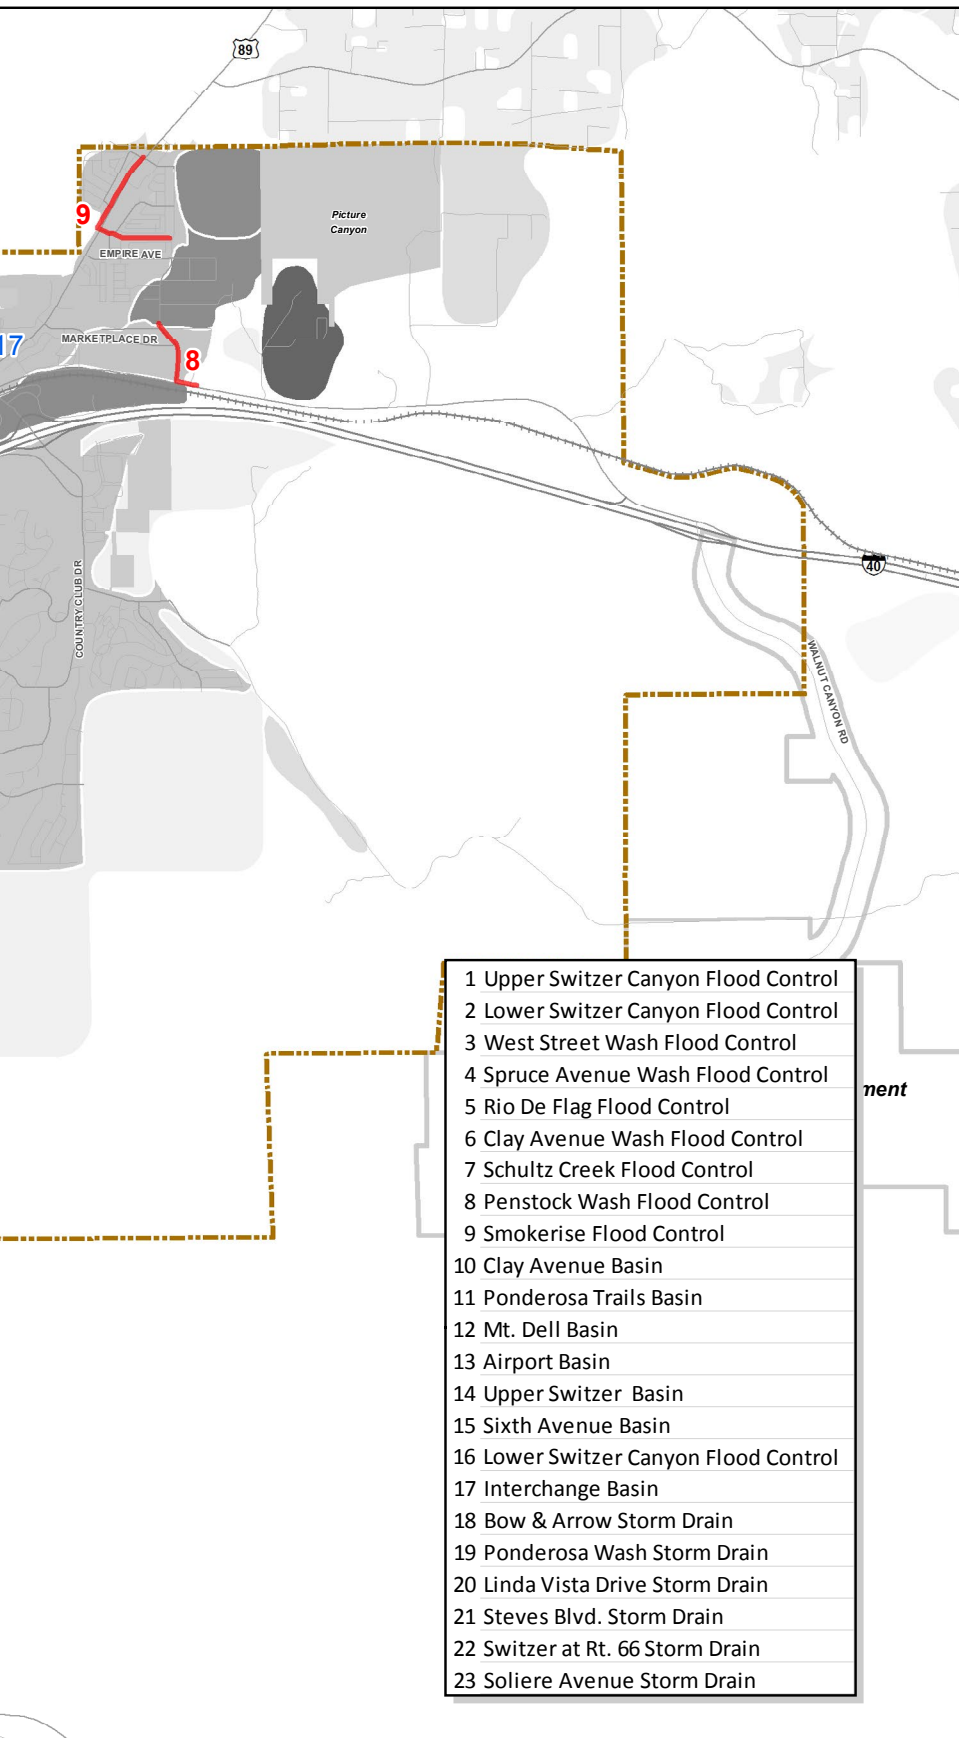 89
9
Picture
Canyon
EMPIRE AVE
17
MARKETPLACE DR
8
40
COUNTRY CLUB DR
WALNUT CANYON RD
1 Upper Switzer Canyon Flood Control
2 Lower Switzer Canyon Flood Control
3 West Street Wash Flood Control
4 Spruce Avenue Wash Flood Control
ment
5 Rio De Flag Flood Control
6 Clay Avenue Wash Flood Control
7 Schultz Creek Flood Control
8 Penstock Wash Flood Control
9 Smokerise Flood Control
10 Clay Avenue Basin
11 Ponderosa Trails Basin
12 Mt. Dell Basin
13 Airport Basin
14 Upper Switzer  Basin
15 Sixth Avenue Basin
16 Lower Switzer Canyon Flood Control
17 Interchange Basin
18 Bow & Arrow Storm Drain
19 Ponderosa Wash Storm Drain
20 Linda Vista Drive Storm Drain
21 Steves Blvd. Storm Drain
22 Switzer at Rt. 66 Storm Drain
23 Soliere Avenue Storm Drain